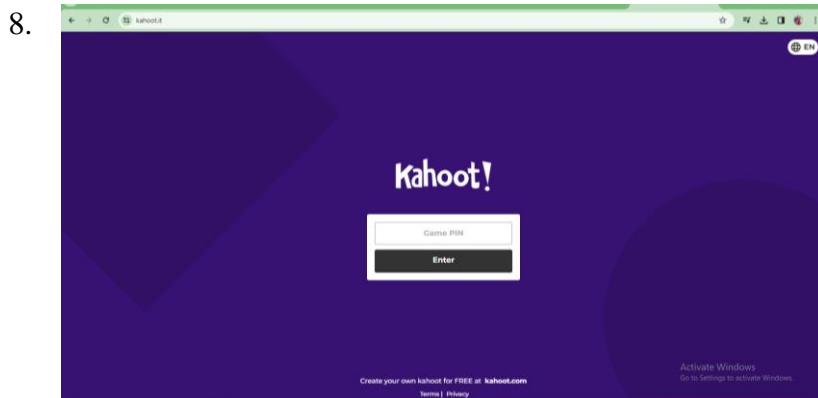 8.
kahoot.it
EN
Kahoot!
Game PIN
Enter
Activate Windows
Go to Settings to activate Windows.
Create your own kahoot for FREE at kahoot.com
Terms | Privacy